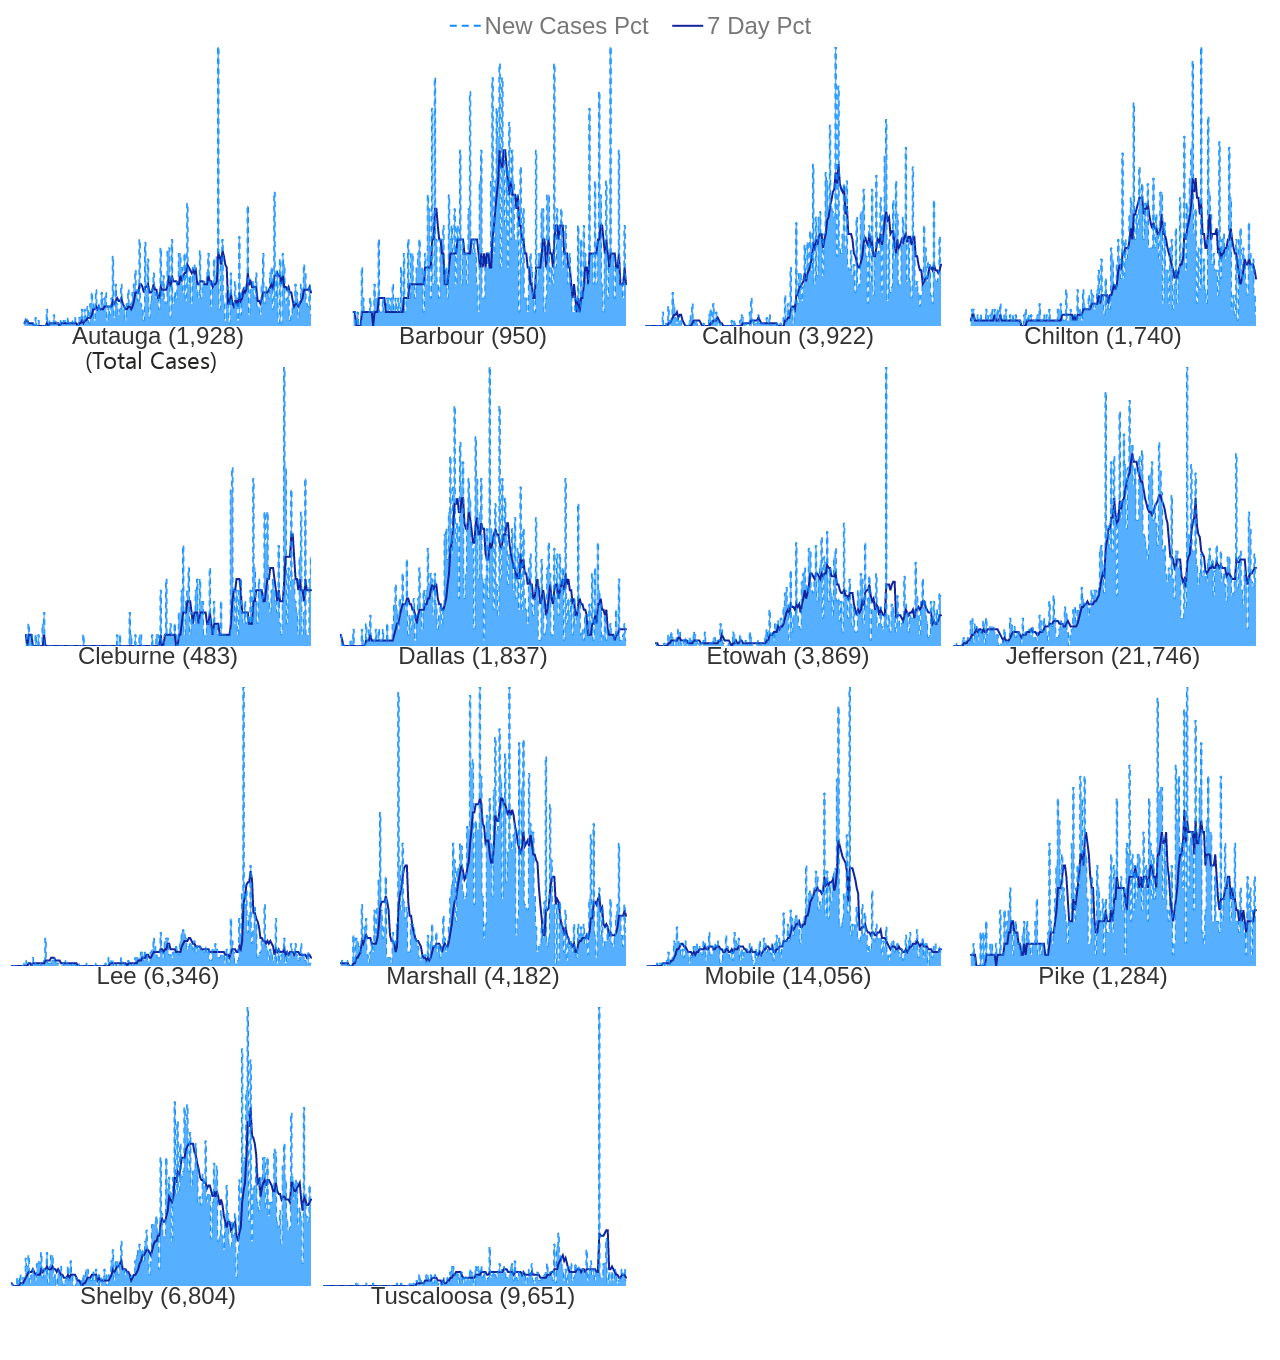 New Cases Pct 7 Day Pct
Autauga (1,928) Barbour (950) Calhoun (3,922) Chilton (1,740)
(Total Cases)
Cleburne (483) Dallas (1,837) Etowah (3,869) Jefferson (21,746)
Lee (6,346) Marshall (4,182) Mobile (14,056) Pike (1,284)
Shelby (6,804) Tuscaloosa (9,651)